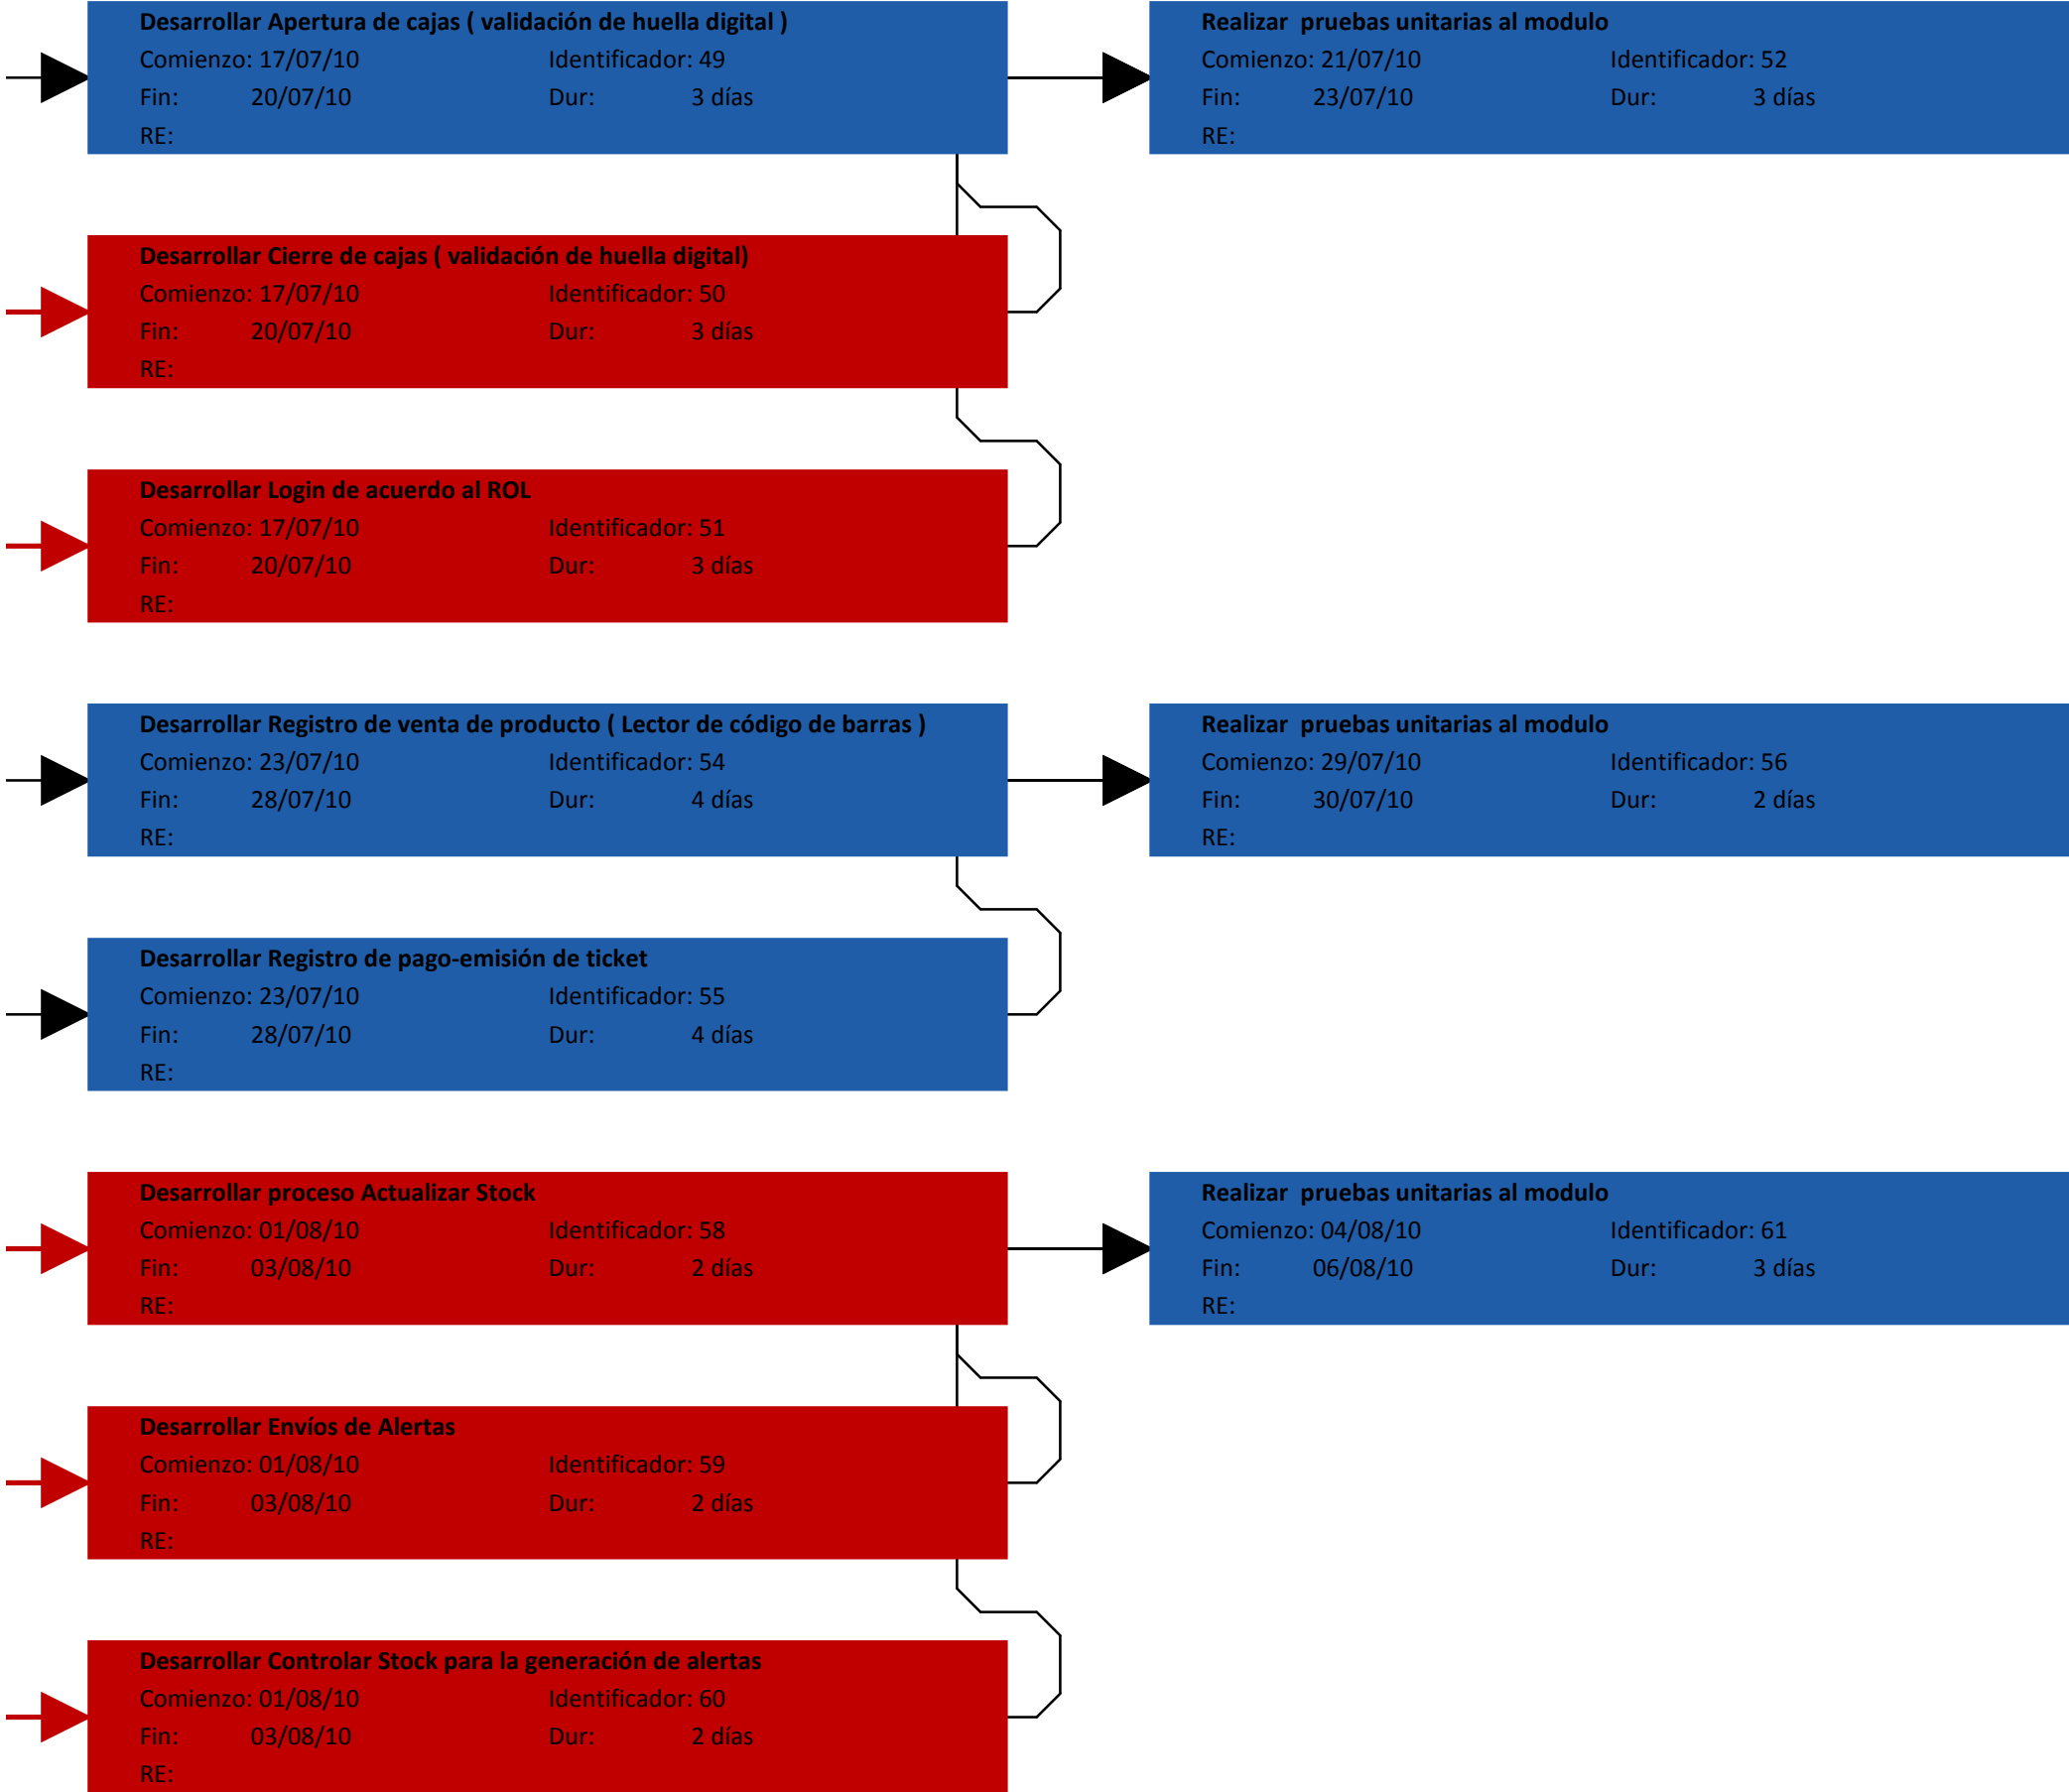 Desarrollar Apertura de cajas ( validación de huella digital )
Comienzo: 17/07/10 Identificador: 49
Fin: 20/07/10 Dur: 3 días
RE:
Realizar  pruebas unitarias al modulo
Comienzo: 21/07/10 Identificador: 52
Fin: 23/07/10 Dur: 3 días
RE:
Desarrollar Cierre de cajas ( validación de huella digital)
Comienzo: 17/07/10 Identificador: 50
Fin: 20/07/10 Dur: 3 días
RE:
Desarrollar Login de acuerdo al ROL
Comienzo: 17/07/10 Identificador: 51
Fin: 20/07/10 Dur: 3 días
RE:
Desarrollar Registro de venta de producto ( Lector de código de barras )
Comienzo: 23/07/10 Identificador: 54
Fin: 28/07/10 Dur: 4 días
RE:
Realizar  pruebas unitarias al modulo
Comienzo: 29/07/10 Identificador: 56
Fin: 30/07/10 Dur: 2 días
RE:
Desarrollar Registro de pago-emisión de ticket
Comienzo: 23/07/10 Identificador: 55
Fin: 28/07/10 Dur: 4 días
RE:
Desarrollar proceso Actualizar Stock
Comienzo: 01/08/10 Identificador: 58
Fin: 03/08/10 Dur: 2 días
RE:
Realizar  pruebas unitarias al modulo
Comienzo: 04/08/10 Identificador: 61
Fin: 06/08/10 Dur: 3 días
RE:
Desarrollar Envíos de Alertas
Comienzo: 01/08/10 Identificador: 59
Fin: 03/08/10 Dur: 2 días
RE:
Desarrollar Controlar Stock para la generación de alertas
Comienzo: 01/08/10 Identificador: 60
Fin: 03/08/10 Dur: 2 días
RE: